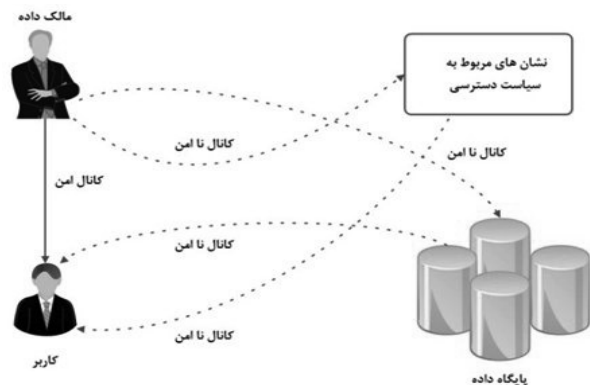 مالک داده
نشان های مربوط به
سیاست دسترسی
کانال نا امن
کانال نا امن
کانال امن
کانال نا امن
کانال نا امن
کاربر
پایگاه داده